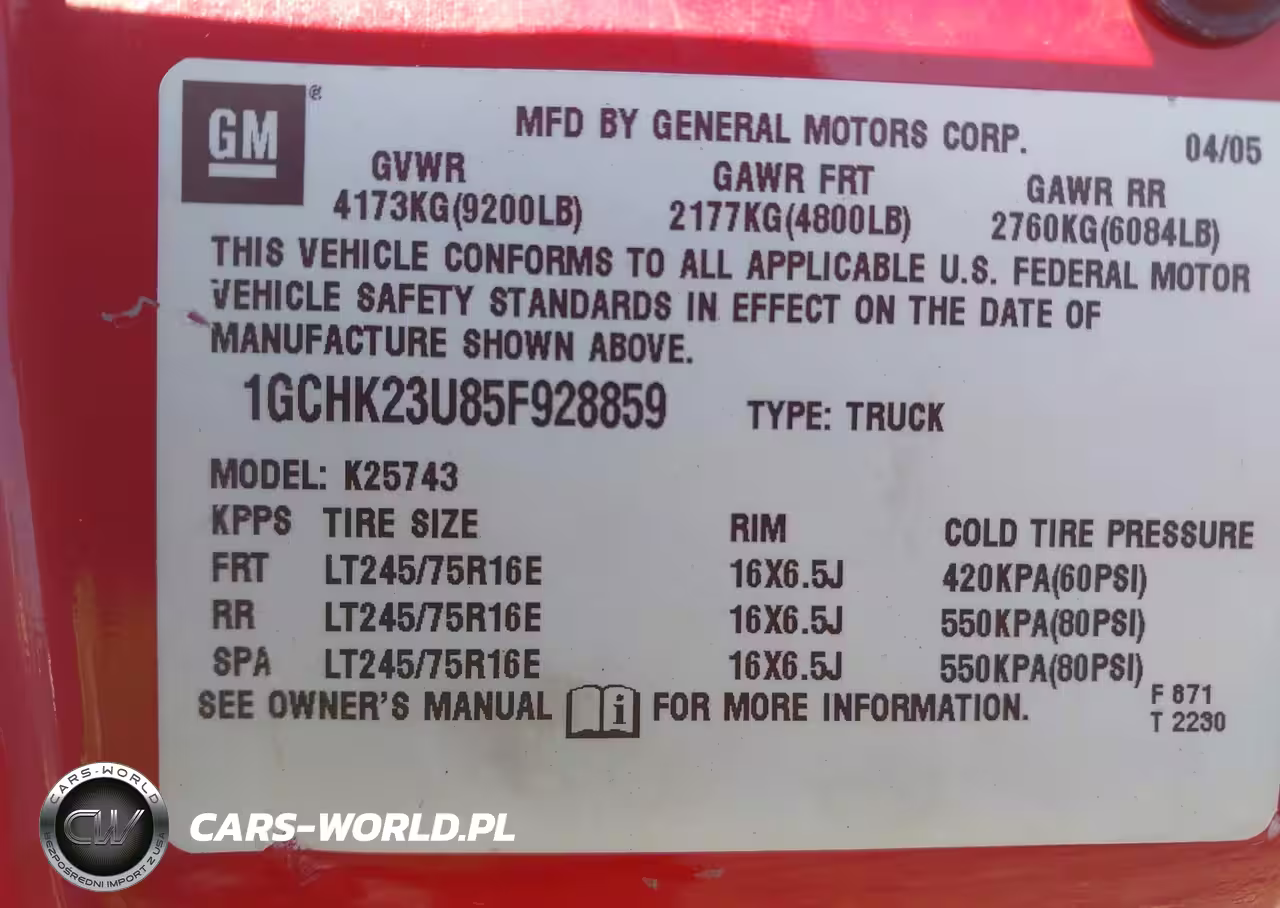 GM
MFD BY GENERAL MOTORS CORP. 04/05
GVWR GAWR FRT GAWR RR
4173KG(9200LB) 2177KG(4800LB) 2760KG(6084LB)
THIS VEHICLE CONFORMS TO ALL APPLICABLE U.S. FEDERAL MOTOR
VEHICLE SAFETY STANDARDS IN EFFECT ON THE DATE OF
MANUFACTURE SHOWN ABOVE.
1GCHK23U85F928859 TYPE: TRUCK
MODEL: K25743
KPPS TIRE SIZE RIM COLD TIRE PRESSURE
FRT LT245/75R16E 16X6.5J 420KPA(60PSI)
RR LT245/75R16E 16X6.5J 550KPA(80PSI)
SPA LT245/75R16E 16X6.5J 550KPA(80PSI)
SEE OWNER'S MANUAL i FOR MORE INFORMATION.
F 871
T 2230
CARS-WORLD
CW
BEZPOŚREDNI IMPORT Z USA
CARS-WORLD.PL